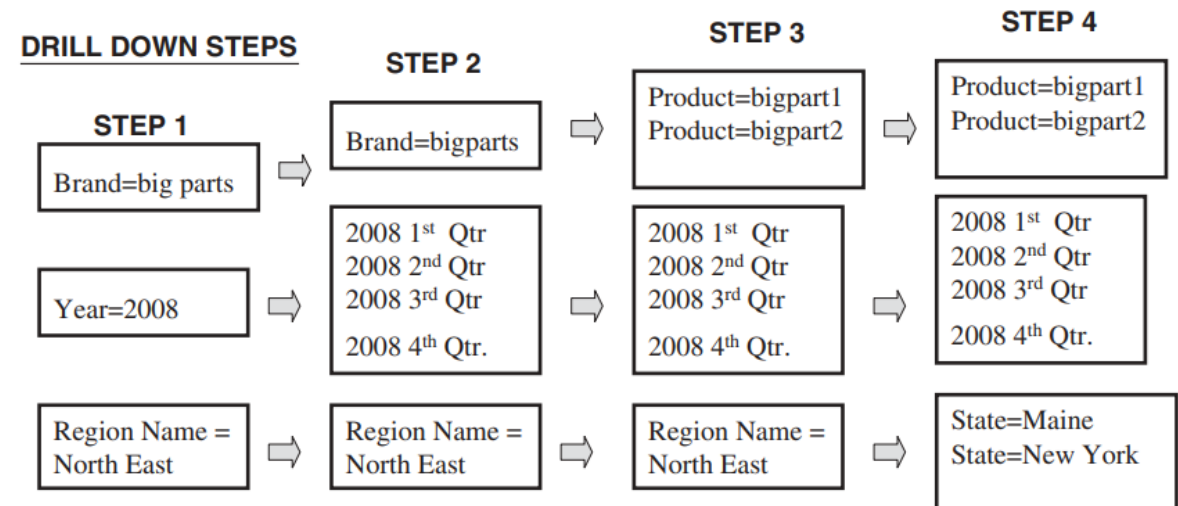 DRILL DOWN STEPS
STEP 1
Brand=big parts
Year=2008
Region Name =
North East
STEP 2
Brand=bigparts
2008 1st Qtr
2008 2nd Qtr
2008 3rd Qtr
2008 4th Qtr.
Region Name =
North East
STEP 3
Product=bigpart1
Product=bigpart2
2008 1st Qtr
2008 2nd Qtr
2008 3rd Qtr
2008 4th Qtr.
Region Name =
North East
STEP 4
Product=bigpart1
Product=bigpart2
2008 1st Qtr
2008 2nd Qtr
2008 3rd Qtr
2008 4th Qtr.
State=Maine
State=New York